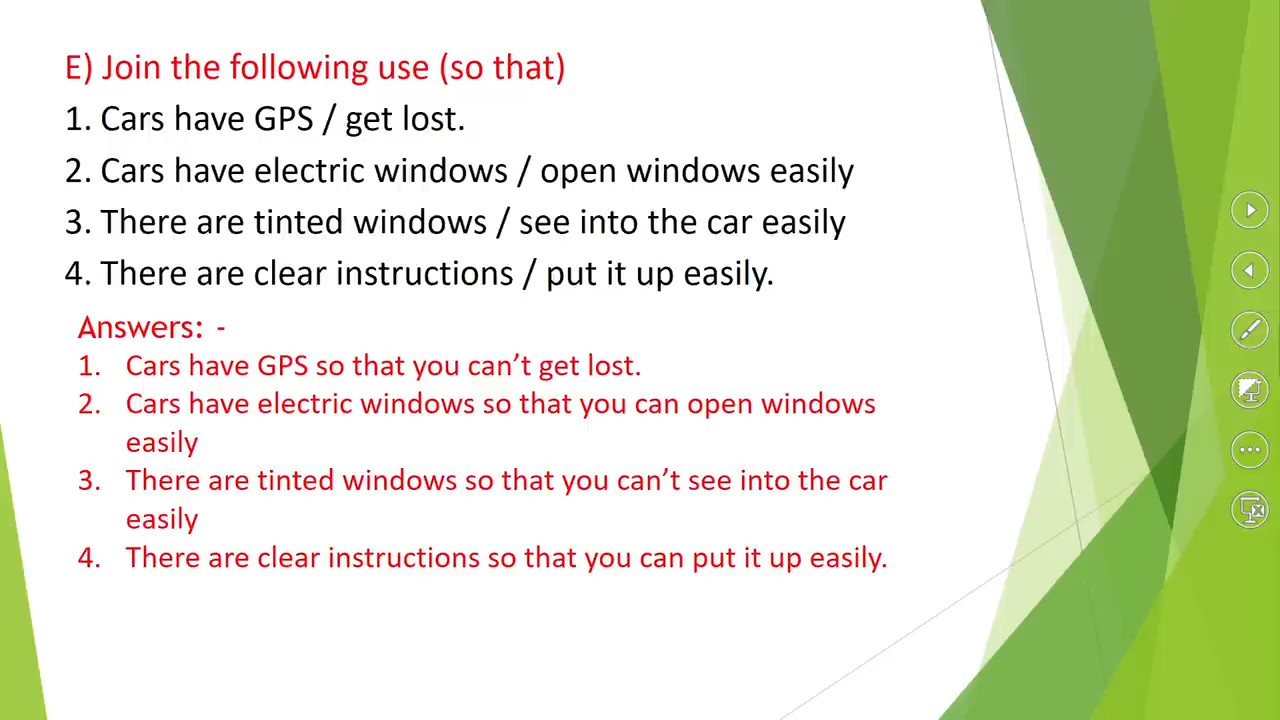 E) Join the following use (so that)
1. Cars have GPS / get lost.
2. Cars have electric windows / open windows easily
3. There are tinted windows / see into the car easily
4. There are clear instructions / put it up easily.
Answers: -
1. Cars have GPS so that you can’t get lost.
2. Cars have electric windows so that you can open windows
easily
3. There are tinted windows so that you can’t see into the car
easily
4. There are clear instructions so that you can put it up easily.